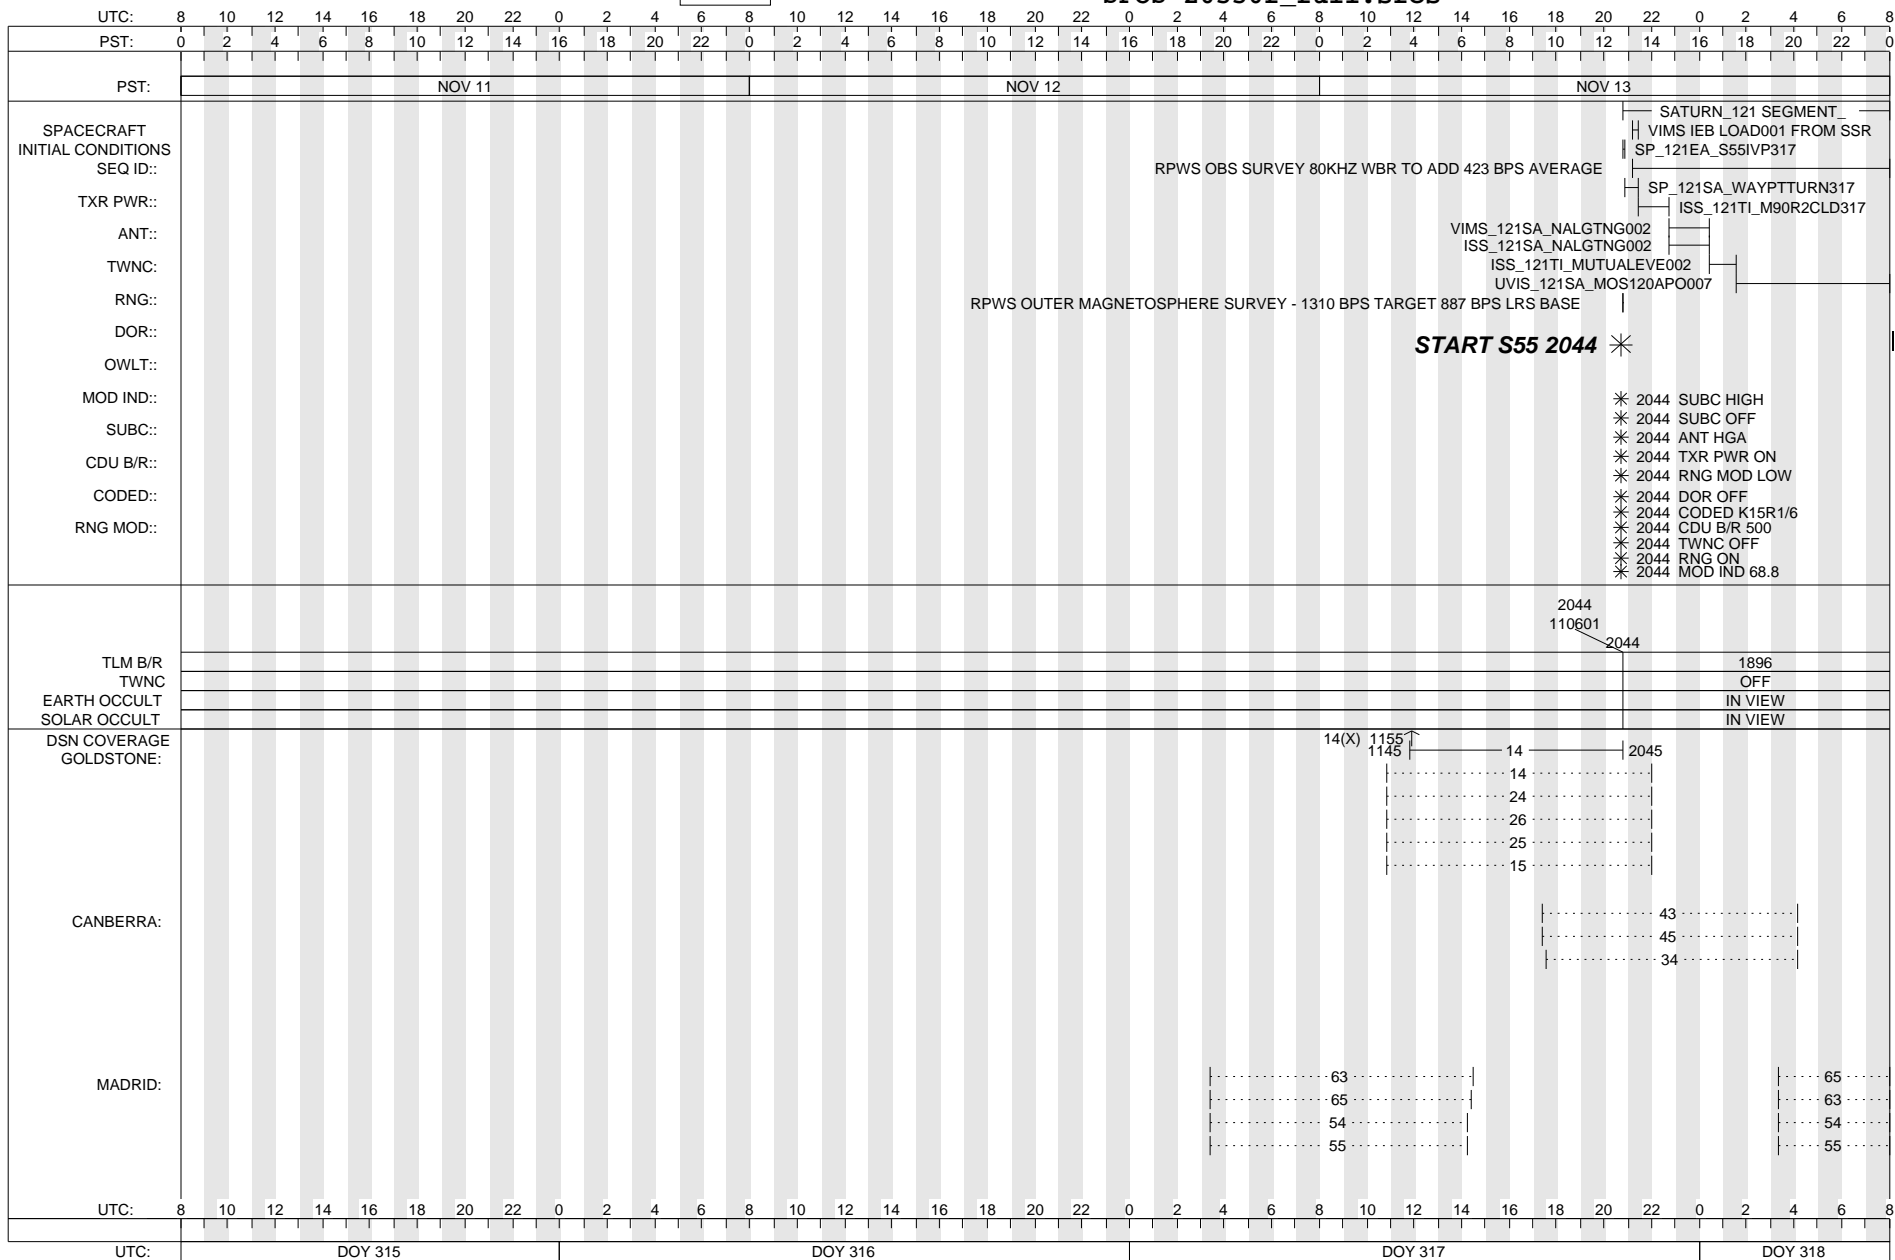 UTC: 8 10 12 14 16 18 20 22 0 2 4 6 8 10 12 14 16 18 20 22 0 2 4 6 8 10 12 14 16 18 20 22 0 2 4 6 8
PST: 0 2 4 6 8 10 12 14 16 18 20 22 0 2 4 6 8 10 12 14 16 18 20 22 0 2 4 6 8 10 12 14 16 18 20 22 0
PST: NOV 11 NOV 12 NOV 13
SATURN_121 SEGMENT_
SPACECRAFT VIMS IEB LOAD001 FROM SSR
INITIAL CONDITIONS SP_121EA_S55IVP317
SEQ ID:: RPWS OBS SURVEY 80KHZ WBR TO ADD 423 BPS AVERAGE
SP_121SA_WAYPTTURN317
TXR PWR:: ISS_121TI_M90R2CLD317
ANT:: VIMS_121SA_NALGTNG002
ISS_121SA_NALGTNG002
TWNC: ISS_121TI_MUTUALEVE002
UVIS_121SA_MOS120APO007
RNG:: RPWS OUTER MAGNETOSPHERE SURVEY - 1310 BPS TARGET 887 BPS LRS BASE
DOR::
START S55 2044
OWLT::
MOD IND:: 2044 SUBC HIGH
2044 SUBC OFF
SUBC:: 2044 ANT HGA
2044 TXR PWR ON
CDU B/R:: 2044 RNG MOD LOW
CODED:: 2044 DOR OFF
2044 CODED K15R1/6
RNG MOD:: 2044 CDU B/R 500
2044 TWNC OFF
2044 RNG ON
2044 MOD IND 68.8
2044
110601
2044
TLM B/R 1896
TWNC OFF
EARTH OCCULT IN VIEW
SOLAR OCCULT IN VIEW
DSN COVERAGE 14(X) 1155
GOLDSTONE: 1145 14 2045
14
24
26
25
15
CANBERRA: 43
45
34
MADRID: 63 65
65 63
54 54
55 55
UTC: 8 10 12 14 16 18 20 22 0 2 4 6 8 10 12 14 16 18 20 22 0 2 4 6 8 10 12 14 16 18 20 22 0 2 4 6 8
UTC: DOY 315 DOY 316 DOY 317 DOY 318